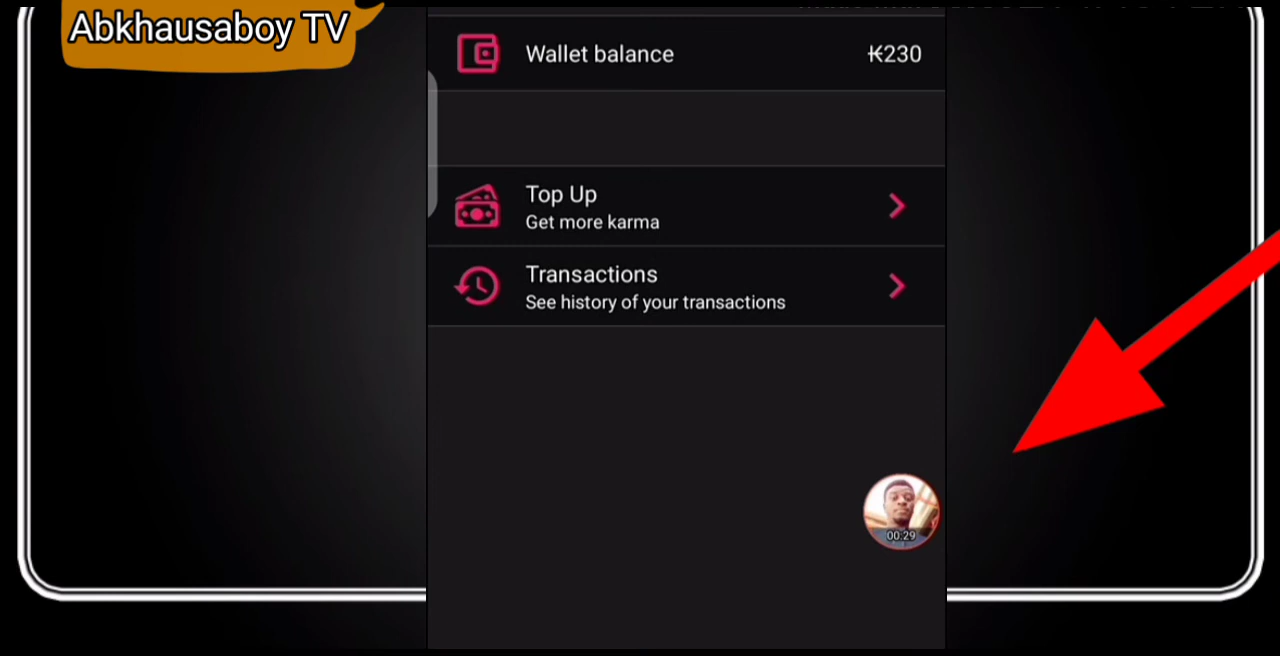 Abkhausaboy TV
Wallet balance
₭230
Top Up
Get more karma
Transactions
See history of your transactions
00:29